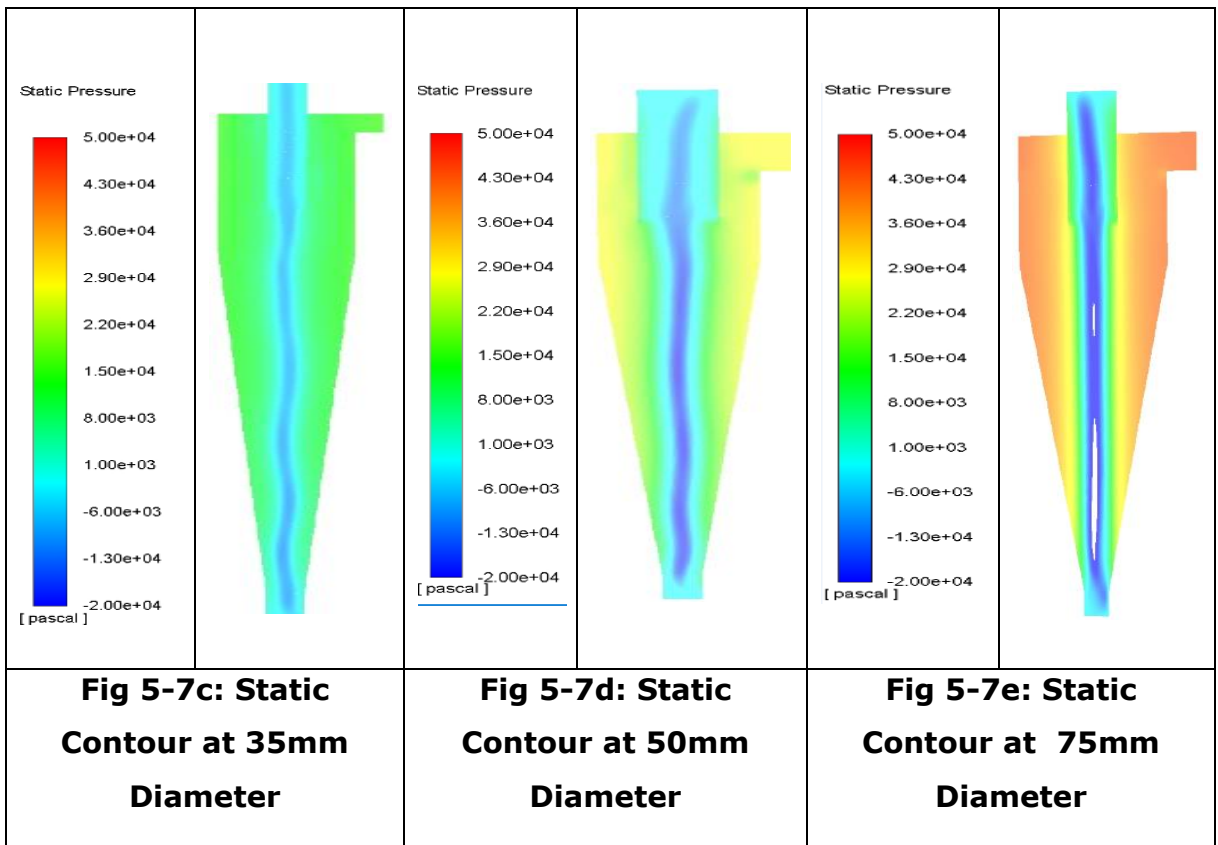 Static Pressure
5.00e+04
4.30e+04
3.60e+04
2.90e+04
2.20e+04
1.50e+04
8.00e+03
1.00e+03
-6.00e+03
-1.30e+04
-2.00e+04
[ pascal ]
Static Pressure
5.00e+04
4.30e+04
3.60e+04
2.90e+04
2.20e+04
1.50e+04
8.00e+03
1.00e+03
-6.00e+03
-1.30e+04
-2.00e+04
[ pascal ]
Static Pressure
5.00e+04
4.30e+04
3.60e+04
2.90e+04
2.20e+04
1.50e+04
8.00e+03
1.00e+03
-6.00e+03
-1.30e+04
-2.00e+04
[ pascal ]
Fig 5-7c: Static
Contour at 35mm
Diameter
Fig 5-7d: Static
Contour at 50mm
Diameter
Fig 5-7e: Static
Contour at 75mm
Diameter